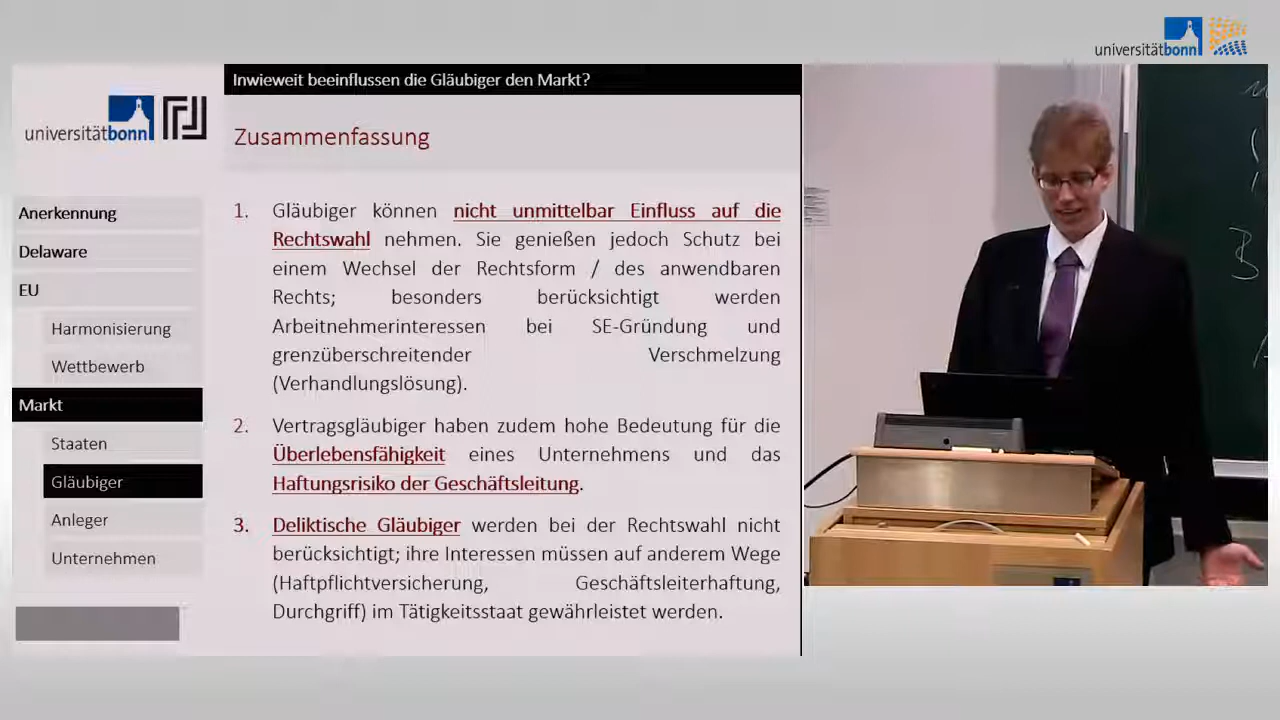 universitätbonn
Inwieweit beeinflussen die Gläubiger den Markt?
universitätbonn
Zusammenfassung
Anerkennung
Delaware
EU
Harmonisierung
Wettbewerb
Markt
Staaten
Gläubiger
Anleger
Unternehmen
1. Gläubiger können nicht unmittelbar Einfluss auf die
Rechtswahl nehmen. Sie genießen jedoch Schutz bei
einem Wechsel der Rechtsform / des anwendbaren
Rechts; besonders berücksichtigt werden
Arbeitnehmerinteressen bei SE-Gründung und
grenzüberschreitender Verschmelzung
(Verhandlungslösung).
2. Vertragsgläubiger haben zudem hohe Bedeutung für die
Überlebensfähigkeit eines Unternehmens und das
Haftungsrisiko der Geschäftsleitung.
3. Deliktische Gläubiger werden bei der Rechtswahl nicht
berücksichtigt; ihre Interessen müssen auf anderem Wege
(Haftpflichtversicherung, Geschäftsleiterhaftung,
Durchgriff) im Tätigkeitsstaat gewährleistet werden.
B